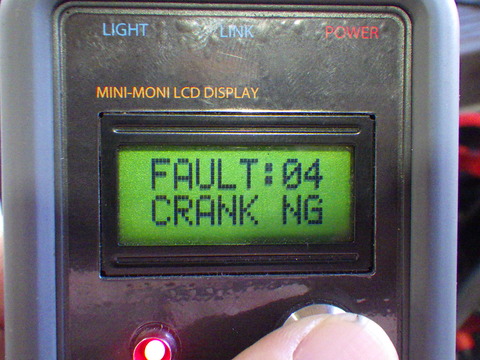 LIGHT LINK POWER
MINI-MONI LCD DISPLAY
FAULT:04
CRANK NG